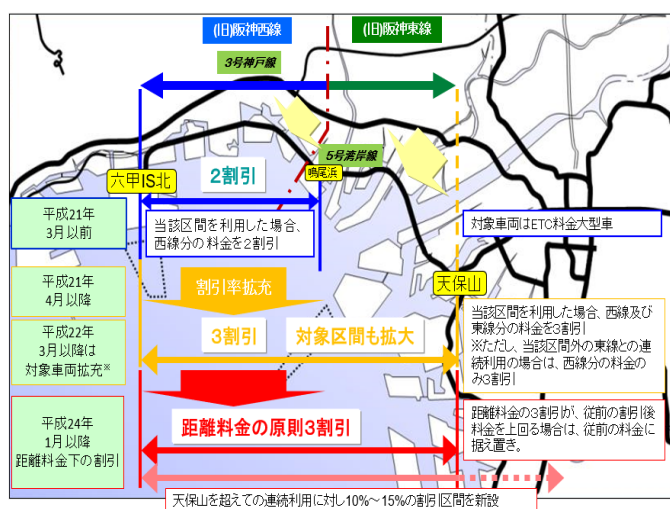 (旧)阪神西線
(旧)阪神東線
3号神戸線
5号湾岸線
六甲IS北
2割引
鳴尾浜
平成21年
3月以前
当該区間を利用した場合、
西線分の料金を2割引
対象車両はETC料金大型車
平成21年
4月以降
割引率拡充
天保山
平成22年
3月以降は
対象車両拡充※
3割引
対象区間も拡大
当該区間を利用した場合、西線及び
東線分の料金を3割引
※ただし、当該区間外の東線との連
続利用の場合は、西線分の料金の
み3割引
平成24年
1月以降
距離料金下の割引
距離料金の原則3割引
距離料金の3割引が、従前の割引後
料金を上回る場合は、従前の料金に
据え置き。
天保山を超えての連続利用に対し10%~15%の割引区間を新設